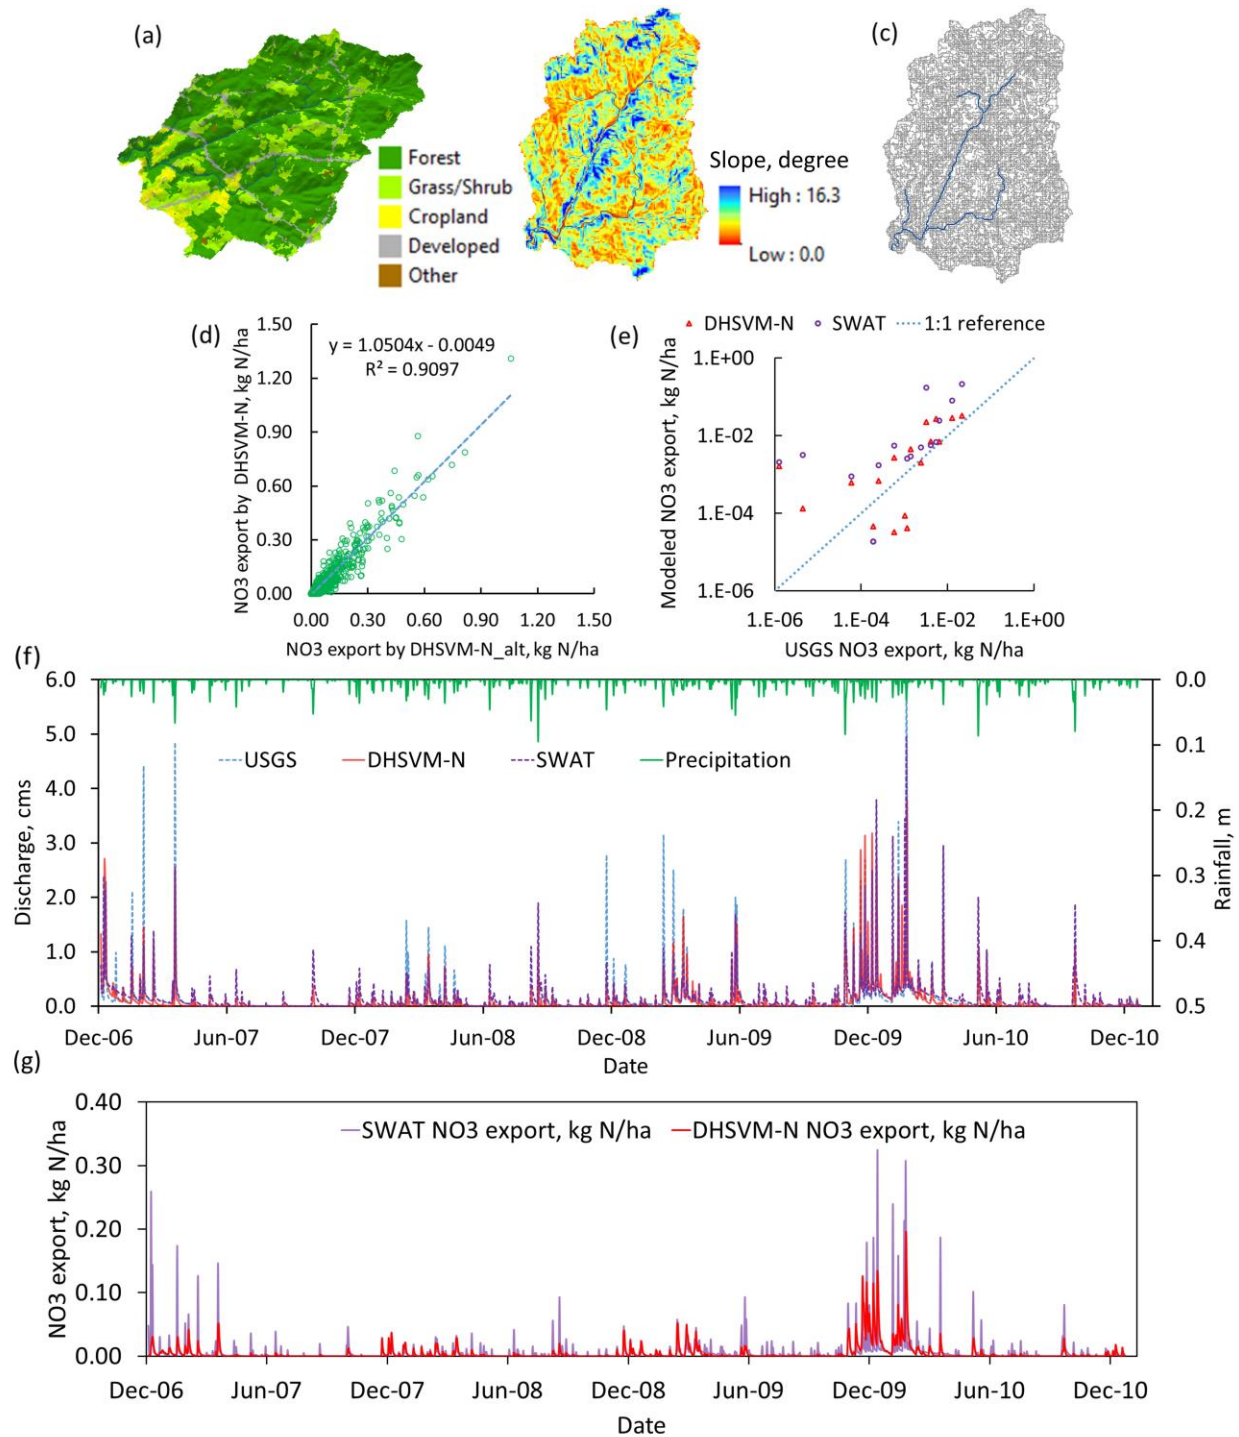 (a)
(c)
Forest
Grass/Shrub
Cropland
Developed
Other
Slope, degree
High : 16.3
Low : 0.0
(d)
1.50
1.20
0.90
0.60
0.30
0.00
NO3 export by DHSVM-N, kg N/ha
y = 1.0504x - 0.0049
R² = 0.9097
0.00 0.30 0.60 0.90 1.20 1.50
NO3 export by DHSVM-N_alt, kg N/ha
(e)
DHSVM-N SWAT 1:1 reference
1.E+00
1.E-02
1.E-04
1.E-06
Modeled NO3 export, kg N/ha
1.E-06 1.E-04 1.E-02 1.E+00
USGS NO3 export, kg N/ha
(f)
6.0
5.0
4.0
3.0
2.0
1.0
0.0
Discharge, cms
USGS DHSVM-N SWAT Precipitation
0.0
0.1
0.2
0.3
0.4
0.5
Rainfall, m
Dec-06 Jun-07 Dec-07 Jun-08 Dec-08 Jun-09 Dec-09 Jun-10 Dec-10
Date
(g)
0.40
0.30
0.20
0.10
0.00
NO3 export, kg N/ha
SWAT NO3 export, kg N/ha DHSVM-N NO3 export, kg N/ha
Dec-06 Jun-07 Dec-07 Jun-08 Dec-08 Jun-09 Dec-09 Jun-10 Dec-10
Date